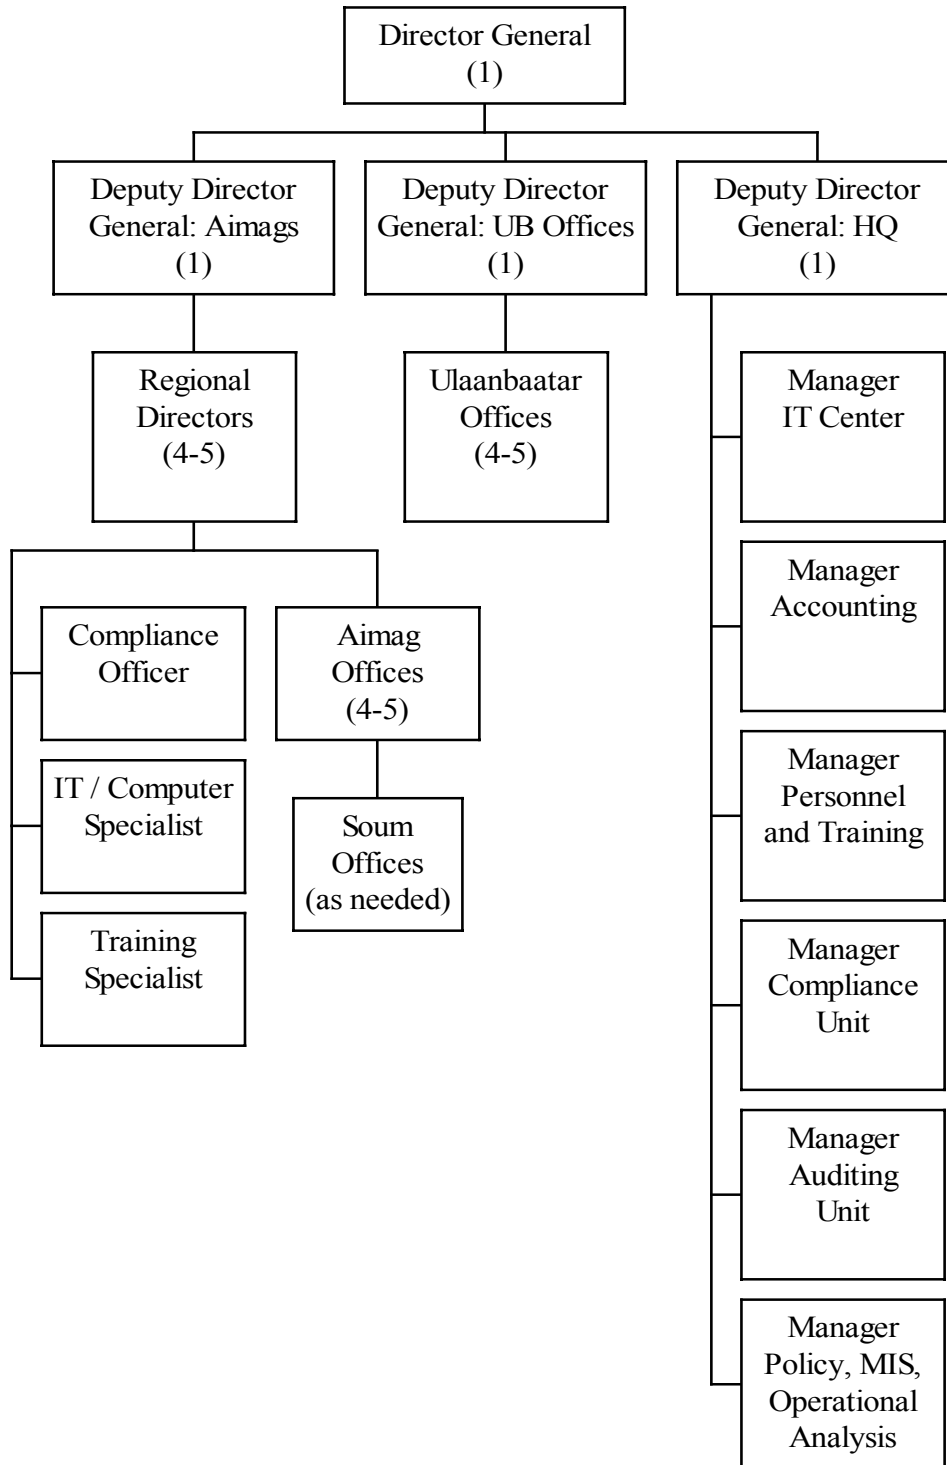 Director General
(1)
Deputy Director
General: Aimags
(1)
Deputy Director
General: UB Offices
(1)
Deputy Director
General: HQ
(1)
Regional
Directors
(4-5)
Ulaanbaatar
Offices
(4-5)
Manager
IT Center
Manager
Accounting
Compliance
Officer
Aimag
Offices
(4-5)
IT / Computer
Specialist
Soum
Offices
(as needed)
Manager
Personnel
and Training
Training
Specialist
Manager
Compliance
Unit
Manager
Auditing
Unit
Manager
Policy, MIS,
Operational
Analysis